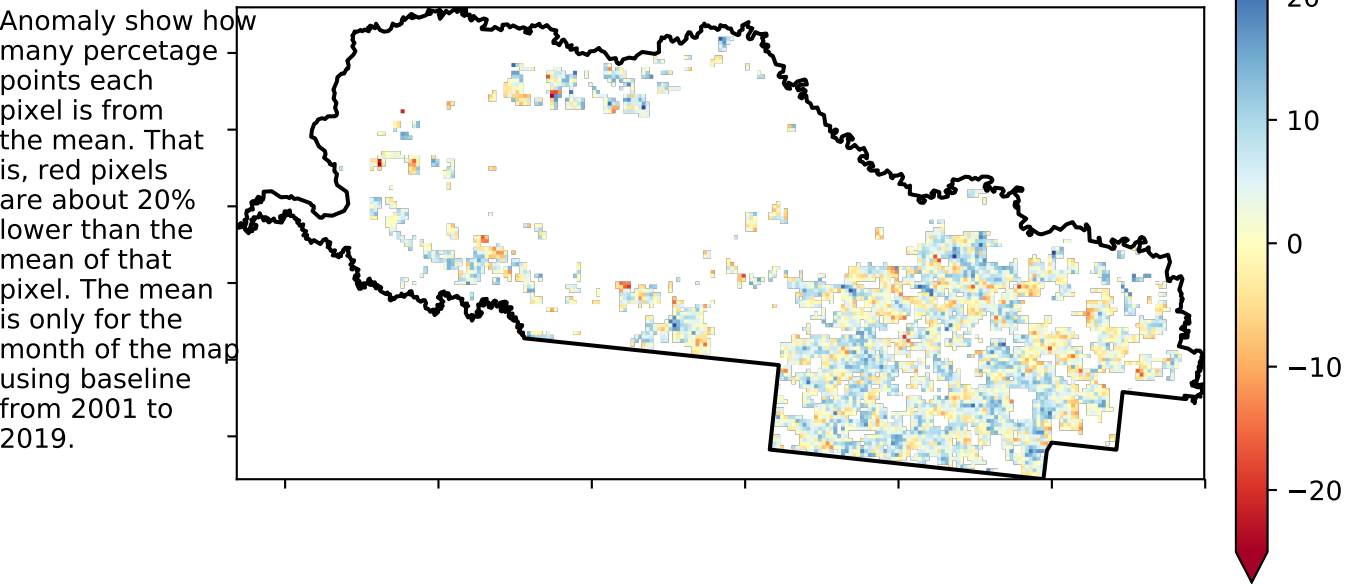 Anomaly show how
many percetage
points each
pixel is from
the mean. That
is, red pixels
are about 20%
lower than the
mean of that
pixel. The mean
is only for the
month of the map
using baseline
from 2001 to
2019.
20
10
0
−10
−20